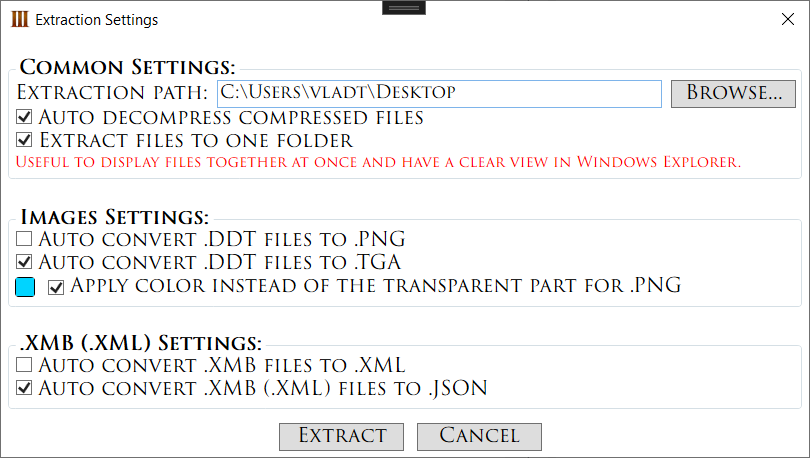 III Extraction Settings
Common Settings:
Extraction path: C:\Users\vladt\Desktop Browse...
Auto decompress compressed files
Extract files to one folder
Useful to display files together at once and have a clear view in Windows Explorer.
Images Settings:
Auto convert .DDT files to .PNG
Auto convert .DDT files to .TGA
Apply color instead of the transparent part for .PNG
.XMB (.XML) Settings:
Auto convert .XMB files to .XML
Auto convert .XMB (.XML) files to .JSON
Extract Cancel